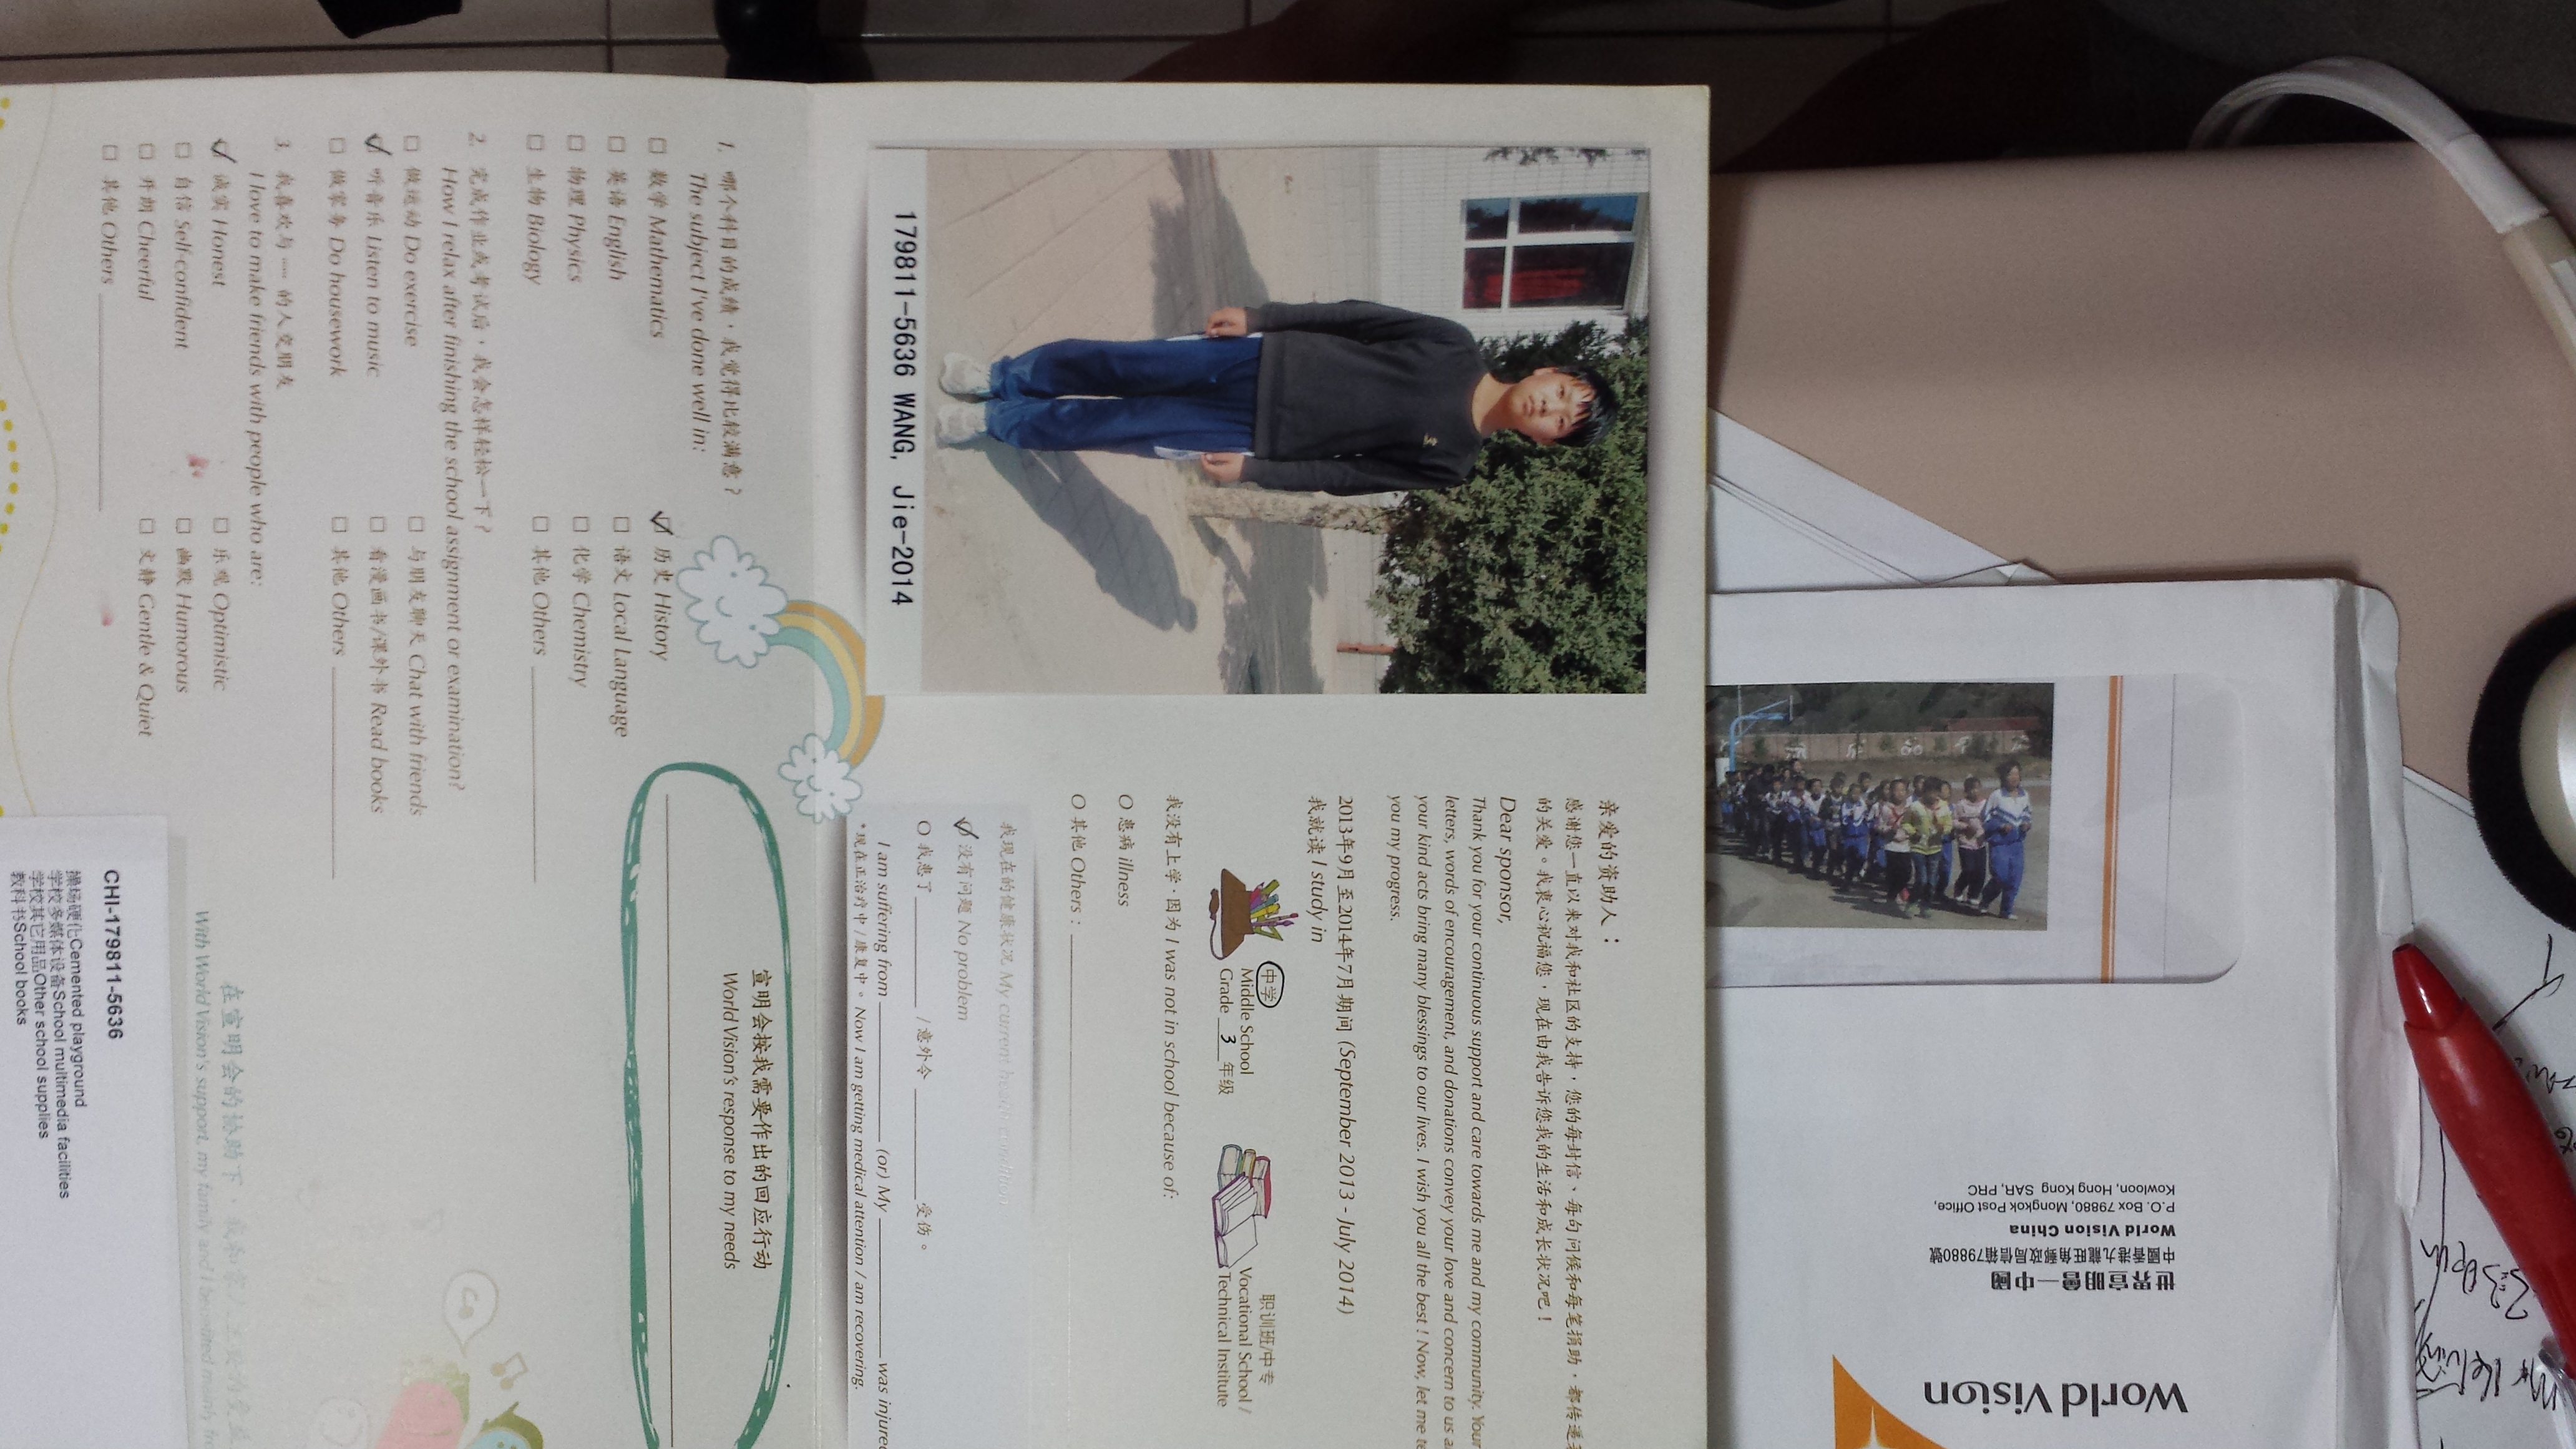 World Vision
世界宣明會—中國
中國香港九龍旺角郵政局信箱79880號
World Vision China
P.O. Box 79880, Mongkok Post Office,
Kowloon, Hong Kong SAR, PRC
Mr Kelvin
3:30pm
亲爱的资助人：
感谢您一直以来对我和社区的支持，您的每封信、每句问候和每笔捐助，都传递着
的关爱。我衷心祝福您，现在由我告诉您我的生活和成长状况吧！
Dear sponsor,
Thank you for your continuous support and care towards me and my community. Your
letters, words of encouragement, and donations convey your love and concern to us a
your kind acts bring many blessings to our lives. I wish you all the best ! Now, let me te
you my progress.
2013年9月至2014年7月期间 (September 2013 - July 2014)
我就读 I study in
中学
Middle School
Grade 3 年级
职训班/中专
Vocational School /
Technical Institute
我没有上学，因为 I was not in school because of:
O 患病 illness
O 其他 Others :
我现在的健康状况 My current health condition
✓ 没有问题 No problem
O 我患了 / 意外令 受伤。
I am suffering from (or) My was injured
*现在正治疗中 / 康复中。 Now I am getting medical attention / am recovering.
179811-5636 WANG, Jie-2014
1. 哪个科目的成绩，我觉得比较满意？
The subject I've done well in:
□ 数学 Mathematics ✓ 历史 History
□ 英语 English □ 语文 Local Language
□ 物理 Physics □ 化学 Chemistry
□ 生物 Biology □ 其他 Others
2. 完成作业或考试后，我会怎样轻松一下？
How I relax after finishing the school assignment or examination?
□ 做运动 Do exercise □ 与朋友聊天 Chat with friends
✓ 听音乐 Listen to music □ 看漫画书/课外书 Read books
□ 做家务 Do housework □ 其他 Others
3. 我喜欢与 ---- 的人交朋友
I love to make friends with people who are:
✓ 诚实 Honest □ 乐观 Optimistic
□ 自信 Self-confident □ 幽默 Humorous
□ 开朗 Cheerful □ 文静 Gentle & Quiet
□ 其他 Others
宣明会按我需要作出的回应行动
World Vision's response to my needs
在宣明会的协助下，我和家人
With World Vision's support, my family and I benefited mainly fro
CHI-179811-5636
操场硬化Cemented playground
学校多媒体设备School multimedia facilities
学校其它用品Other school supplies
教科书School books